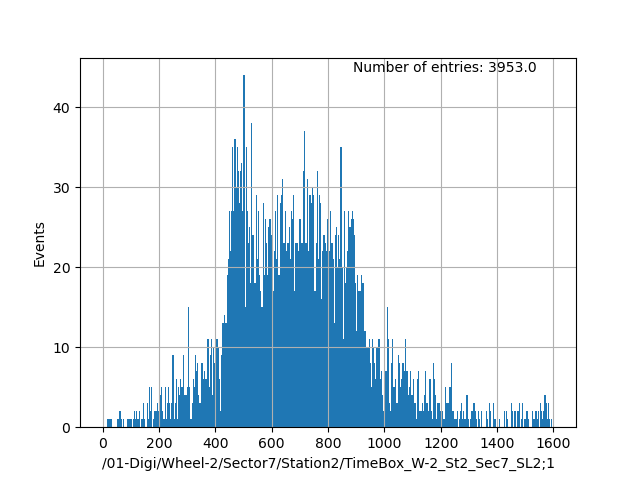 Number of entries: 3953.0
40
30
20
10
0
Events
0 200 400 600 800 1000 1200 1400 1600
/01-Digi/Wheel-2/Sector7/Station2/TimeBox_W-2_St2_Sec7_SL2;1